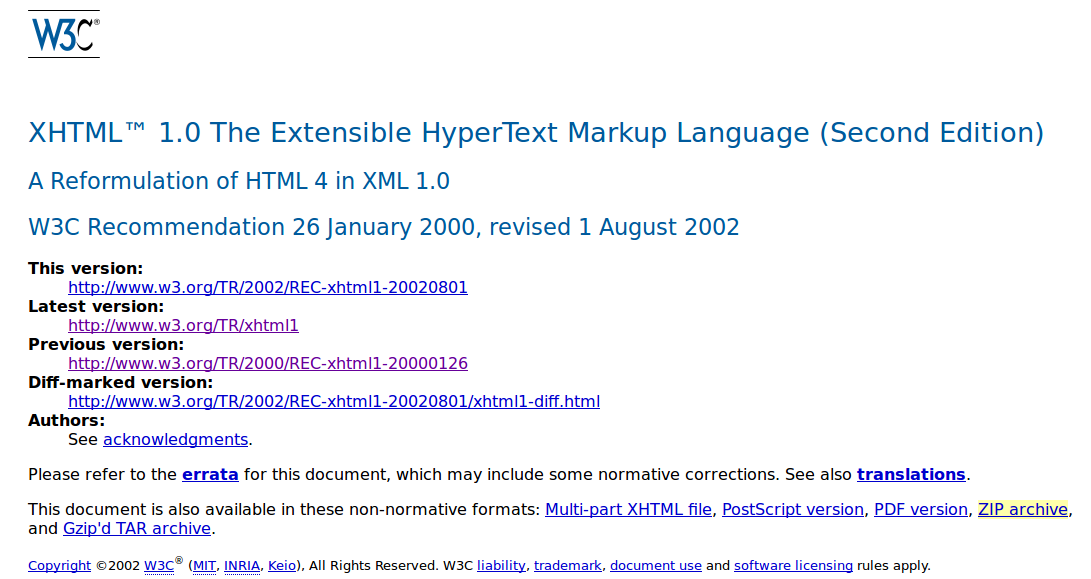 W3C®
XHTML™ 1.0 The Extensible HyperText Markup Language (Second Edition)
A Reformulation of HTML 4 in XML 1.0
W3C Recommendation 26 January 2000, revised 1 August 2002
This version:
http://www.w3.org/TR/2002/REC-xhtml1-20020801
Latest version:
http://www.w3.org/TR/xhtml1
Previous version:
http://www.w3.org/TR/2000/REC-xhtml1-20000126
Diff-marked version:
http://www.w3.org/TR/2002/REC-xhtml1-20020801/xhtml1-diff.html
Authors:
See acknowledgments.
Please refer to the errata for this document, which may include some normative corrections. See also translations.
This document is also available in these non-normative formats: Multi-part XHTML file, PostScript version, PDF version, ZIP archive,
and Gzip'd TAR archive.
Copyright ©2002 W3C® (MIT, INRIA, Keio), All Rights Reserved. W3C liability, trademark, document use and software licensing rules apply.